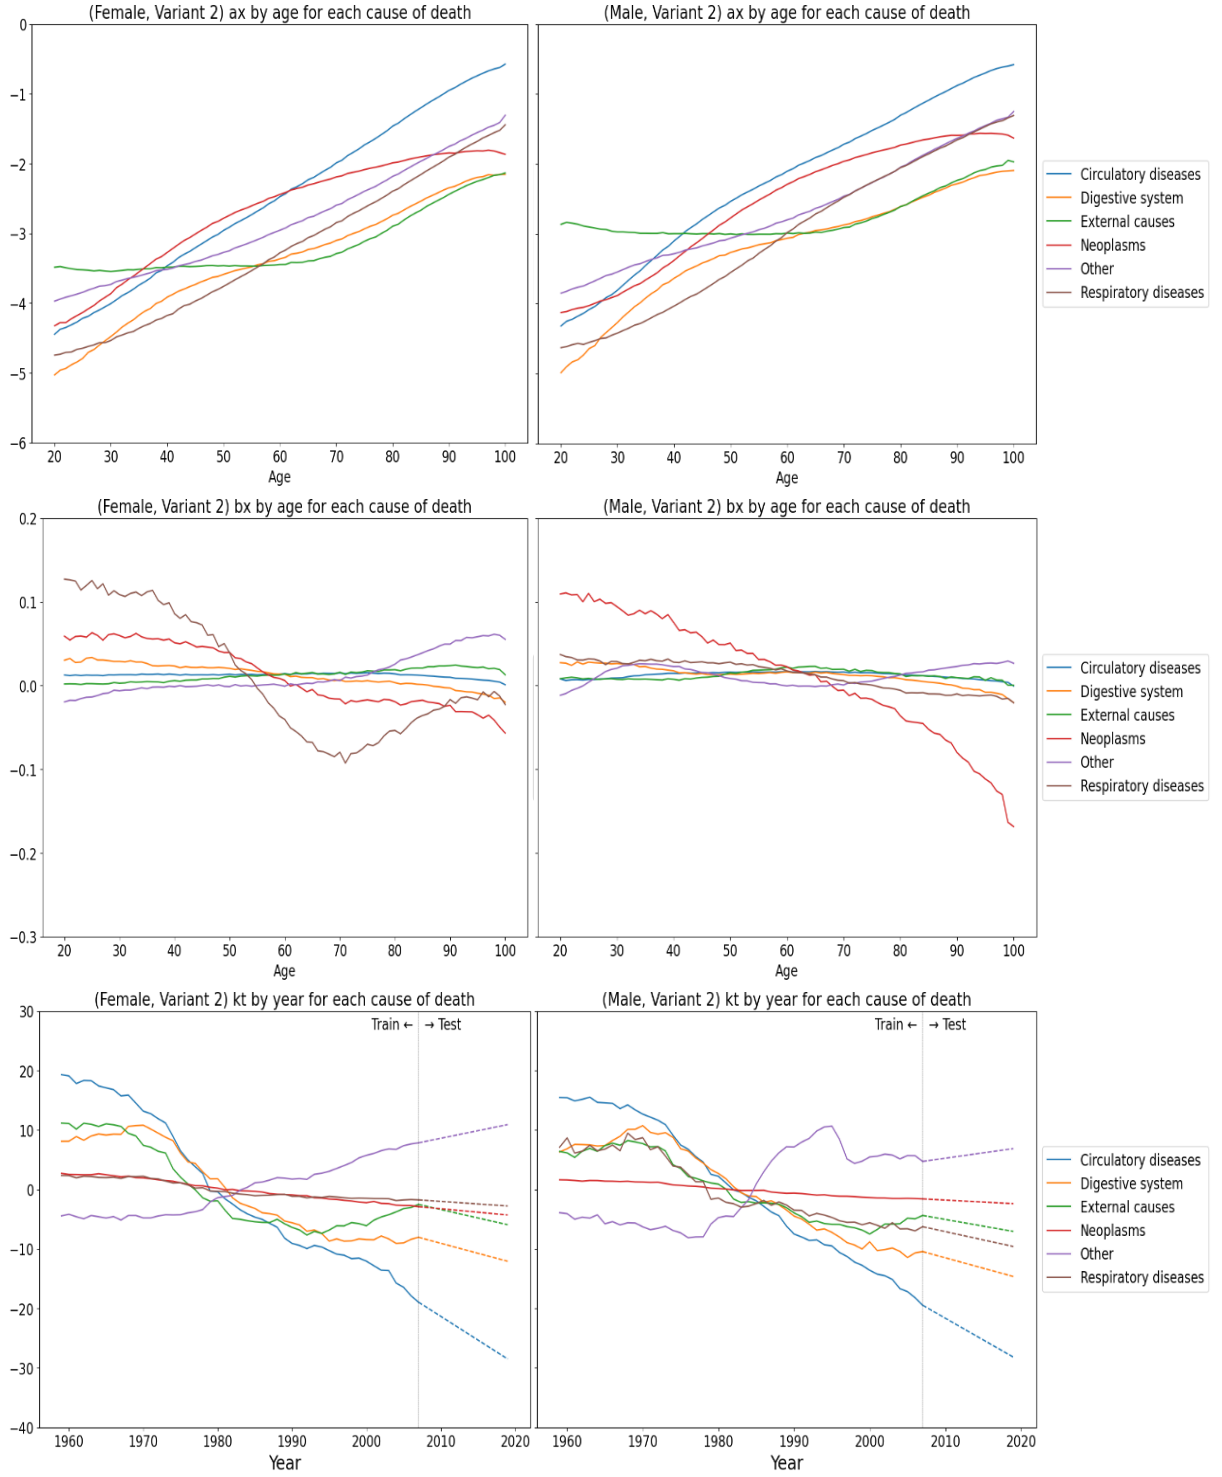 (Female, Variant 2) ax by age for each cause of death
(Male, Variant 2) ax by age for each cause of death
0
−1
−2
−3
−4
−5
−6
20 30 40 50 60 70 80 90 100
Age
20 30 40 50 60 70 80 90 100
Age
Circulatory diseases
Digestive system
External causes
Neoplasms
Other
Respiratory diseases
(Female, Variant 2) bx by age for each cause of death
(Male, Variant 2) bx by age for each cause of death
0.2
0.1
0.0
−0.1
−0.2
−0.3
20 30 40 50 60 70 80 90 100
Age
20 30 40 50 60 70 80 90 100
Age
Circulatory diseases
Digestive system
External causes
Neoplasms
Other
Respiratory diseases
(Female, Variant 2) kt by year for each cause of death
(Male, Variant 2) kt by year for each cause of death
30
20
10
0
−10
−20
−30
−40
Train ← → Test
Train ← → Test
1960 1970 1980 1990 2000 2010 2020
Year
1960 1970 1980 1990 2000 2010 2020
Year
Circulatory diseases
Digestive system
External causes
Neoplasms
Other
Respiratory diseases